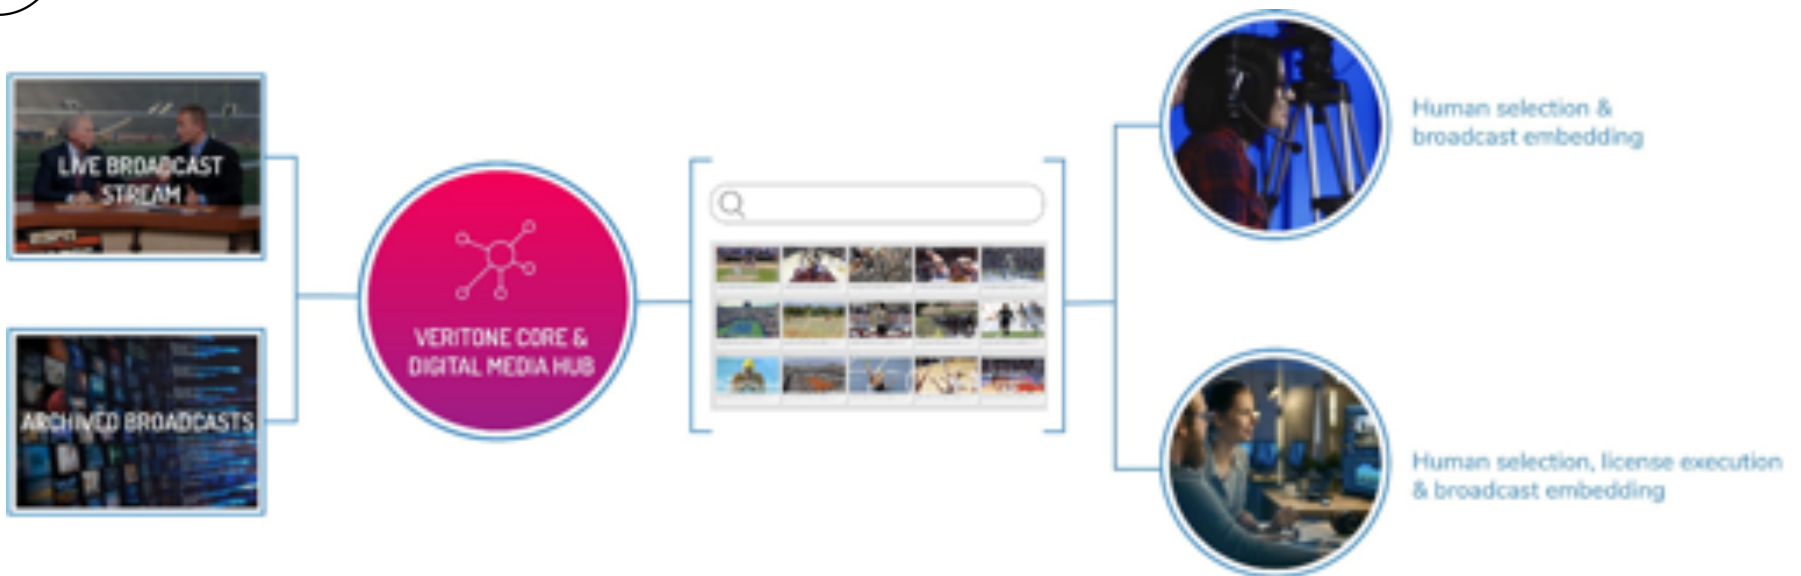 LIVE BROADCAST
STREAM
ESPN
ARCHIVED BROADCASTS
VERITONE CORE &
DIGITAL MEDIA HUB
Human selection &
broadcast embedding
Human selection, license execution
& broadcast embedding